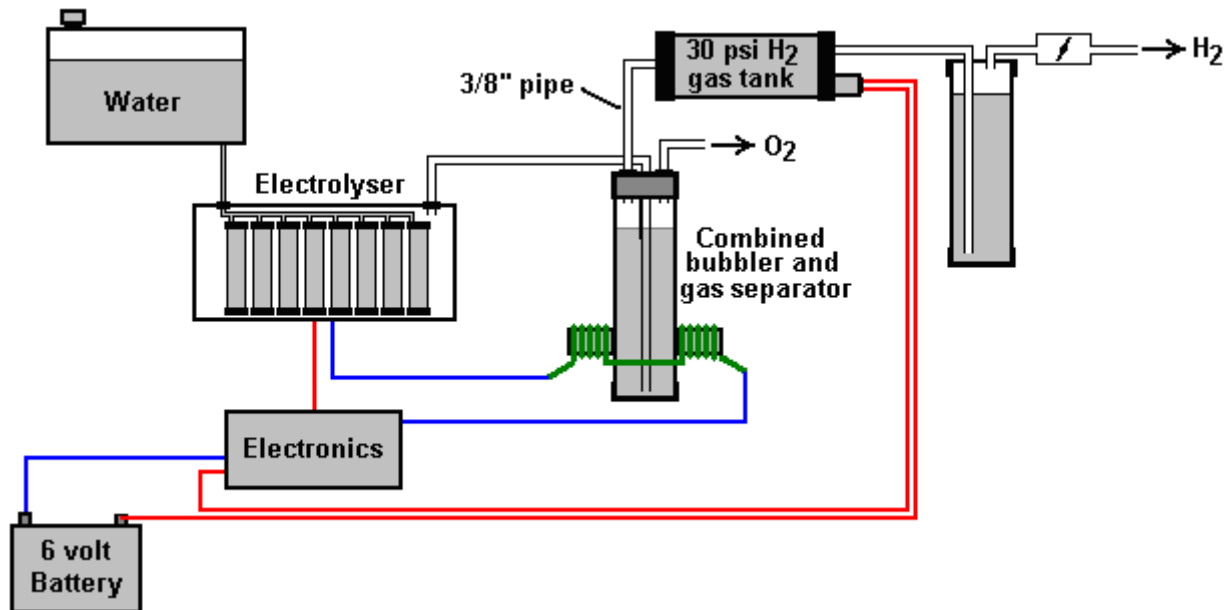 30 psi H2
gas tank
H2
3/8" pipe
Water
O2
Electrolyser
Combined
bubbler and
gas separator
Electronics
6 volt
Battery